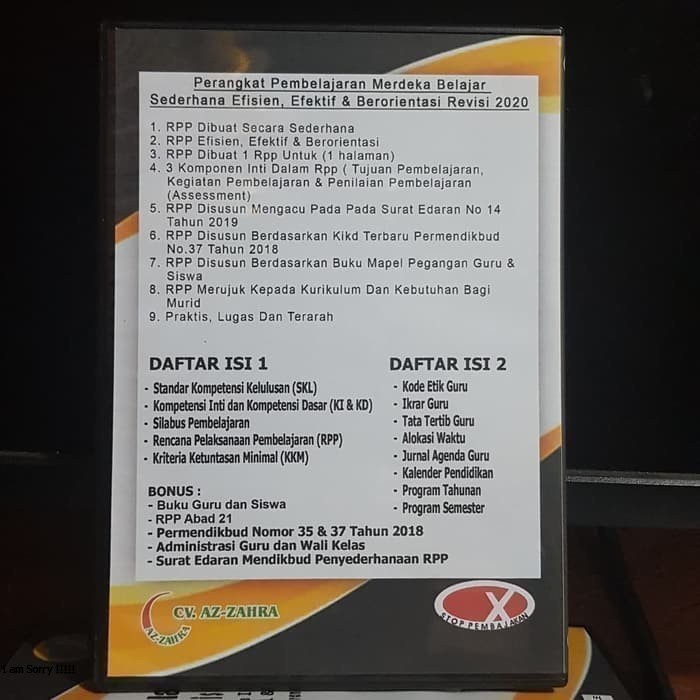 Perangkat Pembelajaran Merdeka Belajar
Sederhana Efisien, Efektif & Berorientasi Revisi 2020
1. RPP Dibuat Secara Sederhana
2. RPP Efisien, Efektif & Berorientasi
3. RPP Dibuat 1 Rpp Untuk (1 halaman)
4. 3 Komponen Inti Dalam Rpp ( Tujuan Pembelajaran,
Kegiatan Pembelajaran & Penilaian Pembelajaran
(Assessment)
5. RPP Disusun Mengacu Pada Pada Surat Edaran No 14
Tahun 2019
6. RPP Disusun Berdasarkan Kikd Terbaru Permendikbud
No.37 Tahun 2018
7. RPP Disusun Berdasarkan Buku Mapel Pegangan Guru &
Siswa
8. RPP Merujuk Kepada Kurikulum Dan Kebutuhan Bagi
Murid
9. Praktis, Lugas Dan Terarah
DAFTAR ISI 1
- Standar Kompetensi Kelulusan (SKL)
- Kompetensi Inti dan Kompetensi Dasar (KI & KD)
- Silabus Pembelajaran
- Rencana Pelaksanaan Pembelajaran (RPP)
- Kriteria Ketuntasan Minimal (KKM)
DAFTAR ISI 2
- Kode Etik Guru
- Ikrar Guru
- Tata Tertib Guru
- Alokasi Waktu
- Jurnal Agenda Guru
- Kalender Pendidikan
- Program Tahunan
- Program Semester
BONUS :
- Buku Guru dan Siswa
- RPP Abad 21
- Permendikbud Nomor 35 & 37 Tahun 2018
- Administrasi Guru dan Wali Kelas
- Surat Edaran Mendikbud Penyederhanaan RPP
CV. AZ-ZAHRA
AZ-ZAHRA
X
STOP PEMBAJAKAN
I am Sorry !!!!!